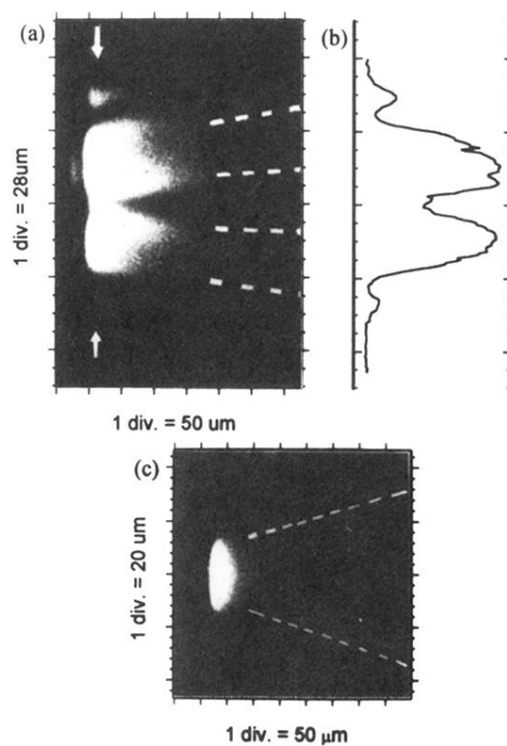 (a)
(b)
1 div. = 28um
1 div. = 50 um
(c)
1 div. = 20 um
1 div. = 50 μm